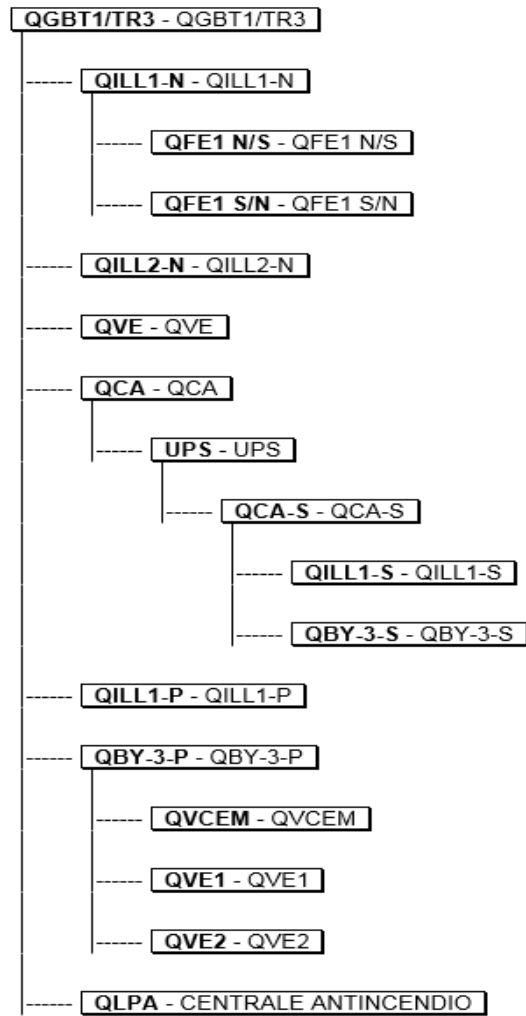 QGBT1/TR3 - QGBT1/TR3
QILL1-N - QILL1-N
QFE1 N/S - QFE1 N/S
QFE1 S/N - QFE1 S/N
QILL2-N - QILL2-N
QVE - QVE
QCA - QCA
UPS - UPS
QCA-S - QCA-S
QILL1-S - QILL1-S
QBY-3-S - QBY-3-S
QILL1-P - QILL1-P
QBY-3-P - QBY-3-P
QVCEM - QVCEM
QVE1 - QVE1
QVE2 - QVE2
QLPA - CENTRALE ANTINCENDIO